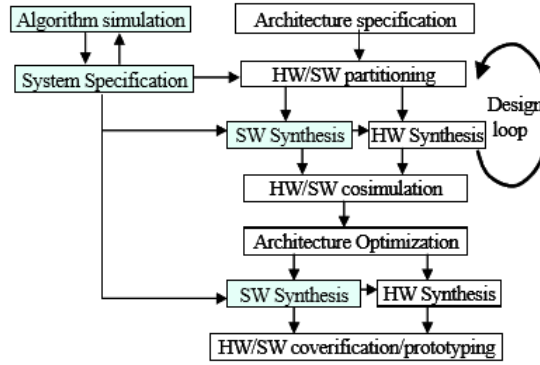 Algorithm simulation
Architecture specification
System Specification
HW/SW partitioning
Design
loop
SW Synthesis
HW Synthesis
HW/SW cosimulation
Architecture Optimization
SW Synthesis
HW Synthesis
HW/SW coverification/prototyping